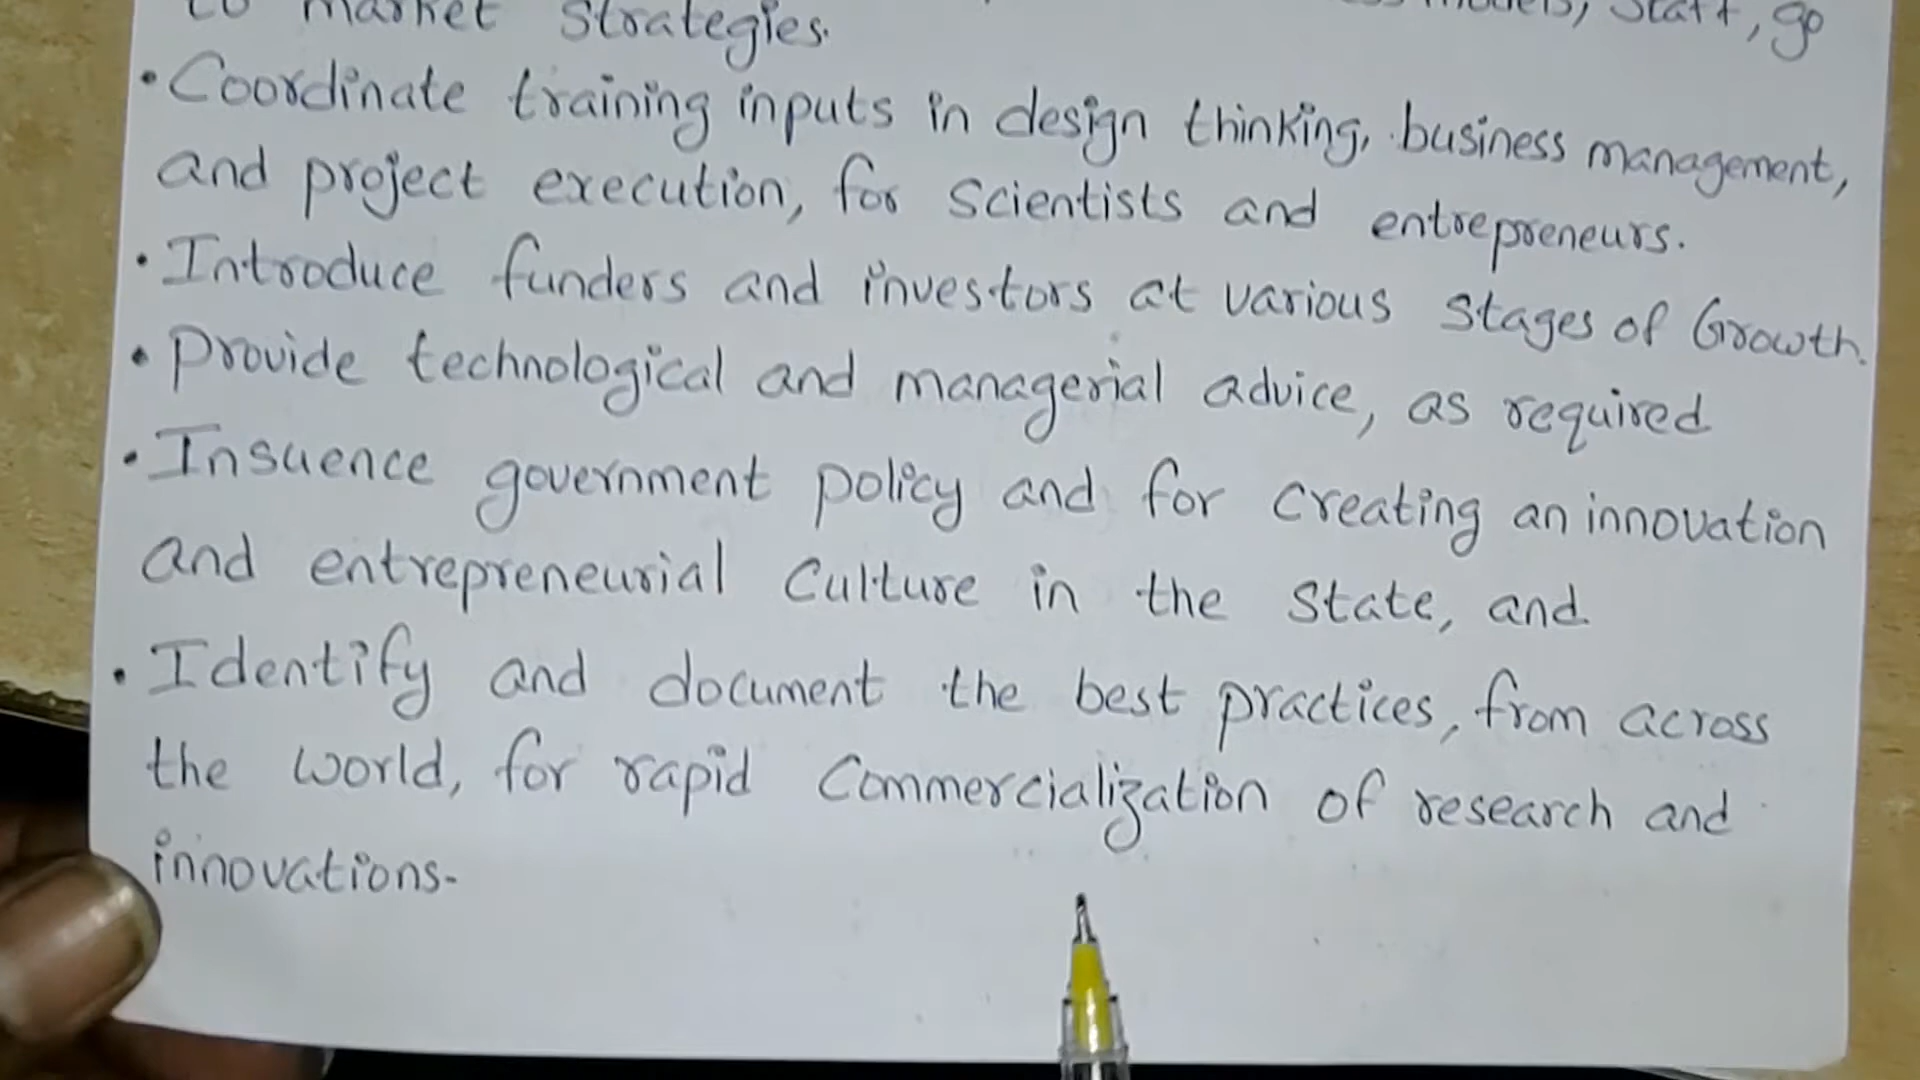 to market strategies. models, staff, go
• Coordinate training inputs in design thinking, business management,
and project execution, for scientists and entrepreneurs.
• Introduce funders and investors at various stages of Growth.
• Provide technological and managerial advice, as required
• Insuence government policy and for creating an innovation
and entrepreneurial culture in the state, and
• Identify and document the best practices, from across
the world, for rapid commercialization of research and
innovations-